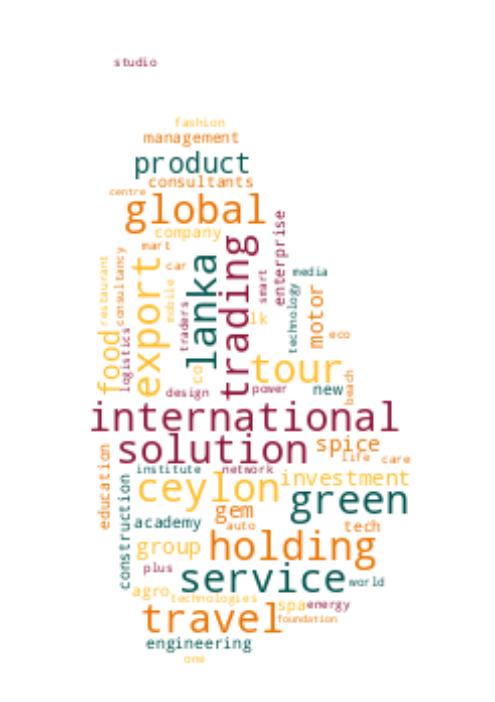 studio
fashion
management
product
consultants
centre
global
company
enterprise
mart
trading
consultancy
restaurant
export
lanka
car
smart
media
mobile
technology
motor
traders
lk
logistics
food
eco
tour
co
beach
design
power
new
international
solution
spice
life
care
education
institute
network
ceylon
investment
construction
green
gem
academy
auto
tech
group
holding
plus
service
world
agro
technologies
spa
energy
travel
foundation
engineering
one